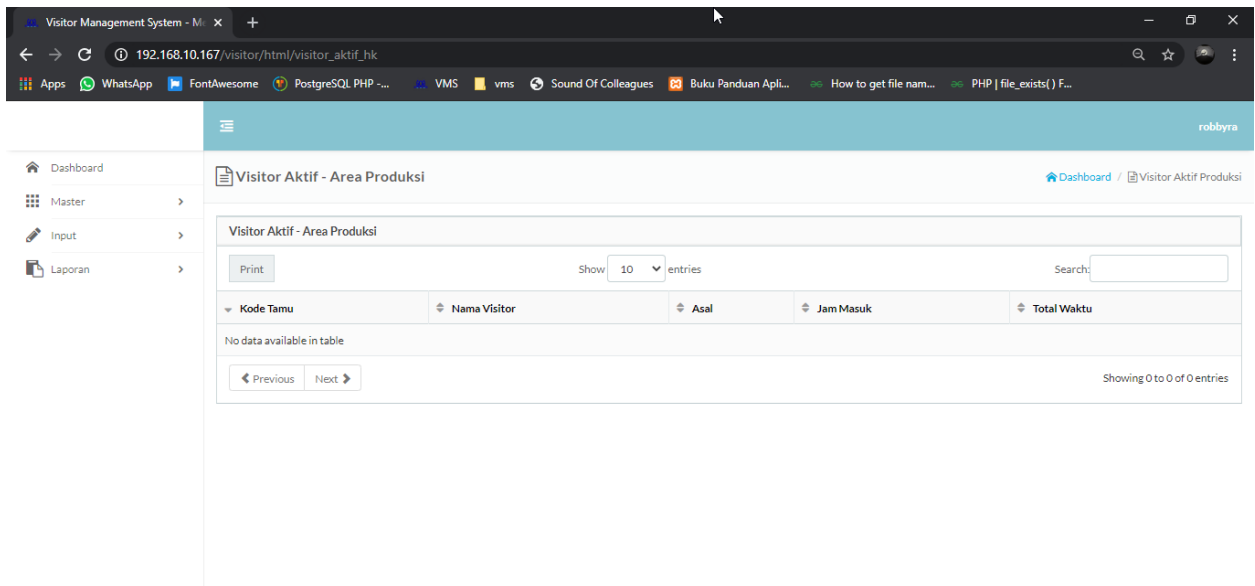 Visitor Management System - Me
192.168.10.167/visitor/html/visitor_aktif_hk
Apps WhatsApp FontAwesome PostgreSQL PHP -... VMS vms Sound Of Colleagues Buku Panduan Apli... How to get file nam... PHP | file_exists( ) F...
robbyra
Dashboard
Master
Input
Laporan
Visitor Aktif - Area Produksi
Dashboard / Visitor Aktif Produksi
Visitor Aktif - Area Produksi
Print Show 10 entries Search:
Kode Tamu Nama Visitor Asal Jam Masuk Total Waktu
No data available in table
Previous Next Showing 0 to 0 of 0 entries